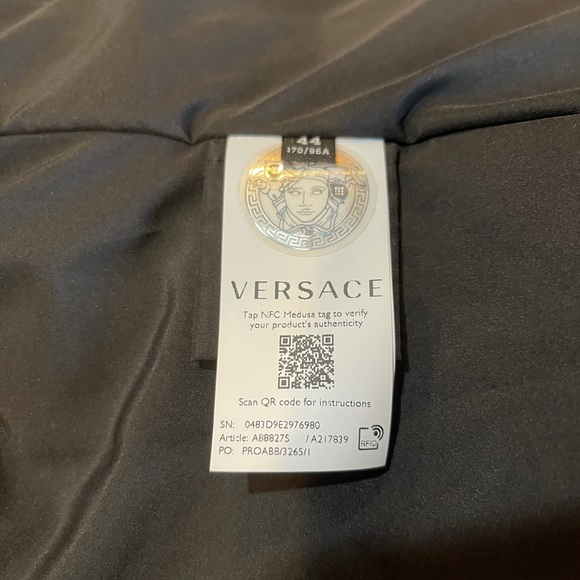 44
170/96A
VERSACE
Tap NFC Medusa tag to verify
your product's authenticity
Scan QR code for instructions
SN: 0483D9E2976980
Article: A88827S /A217839
PO: PROABB/3265/1
RFID